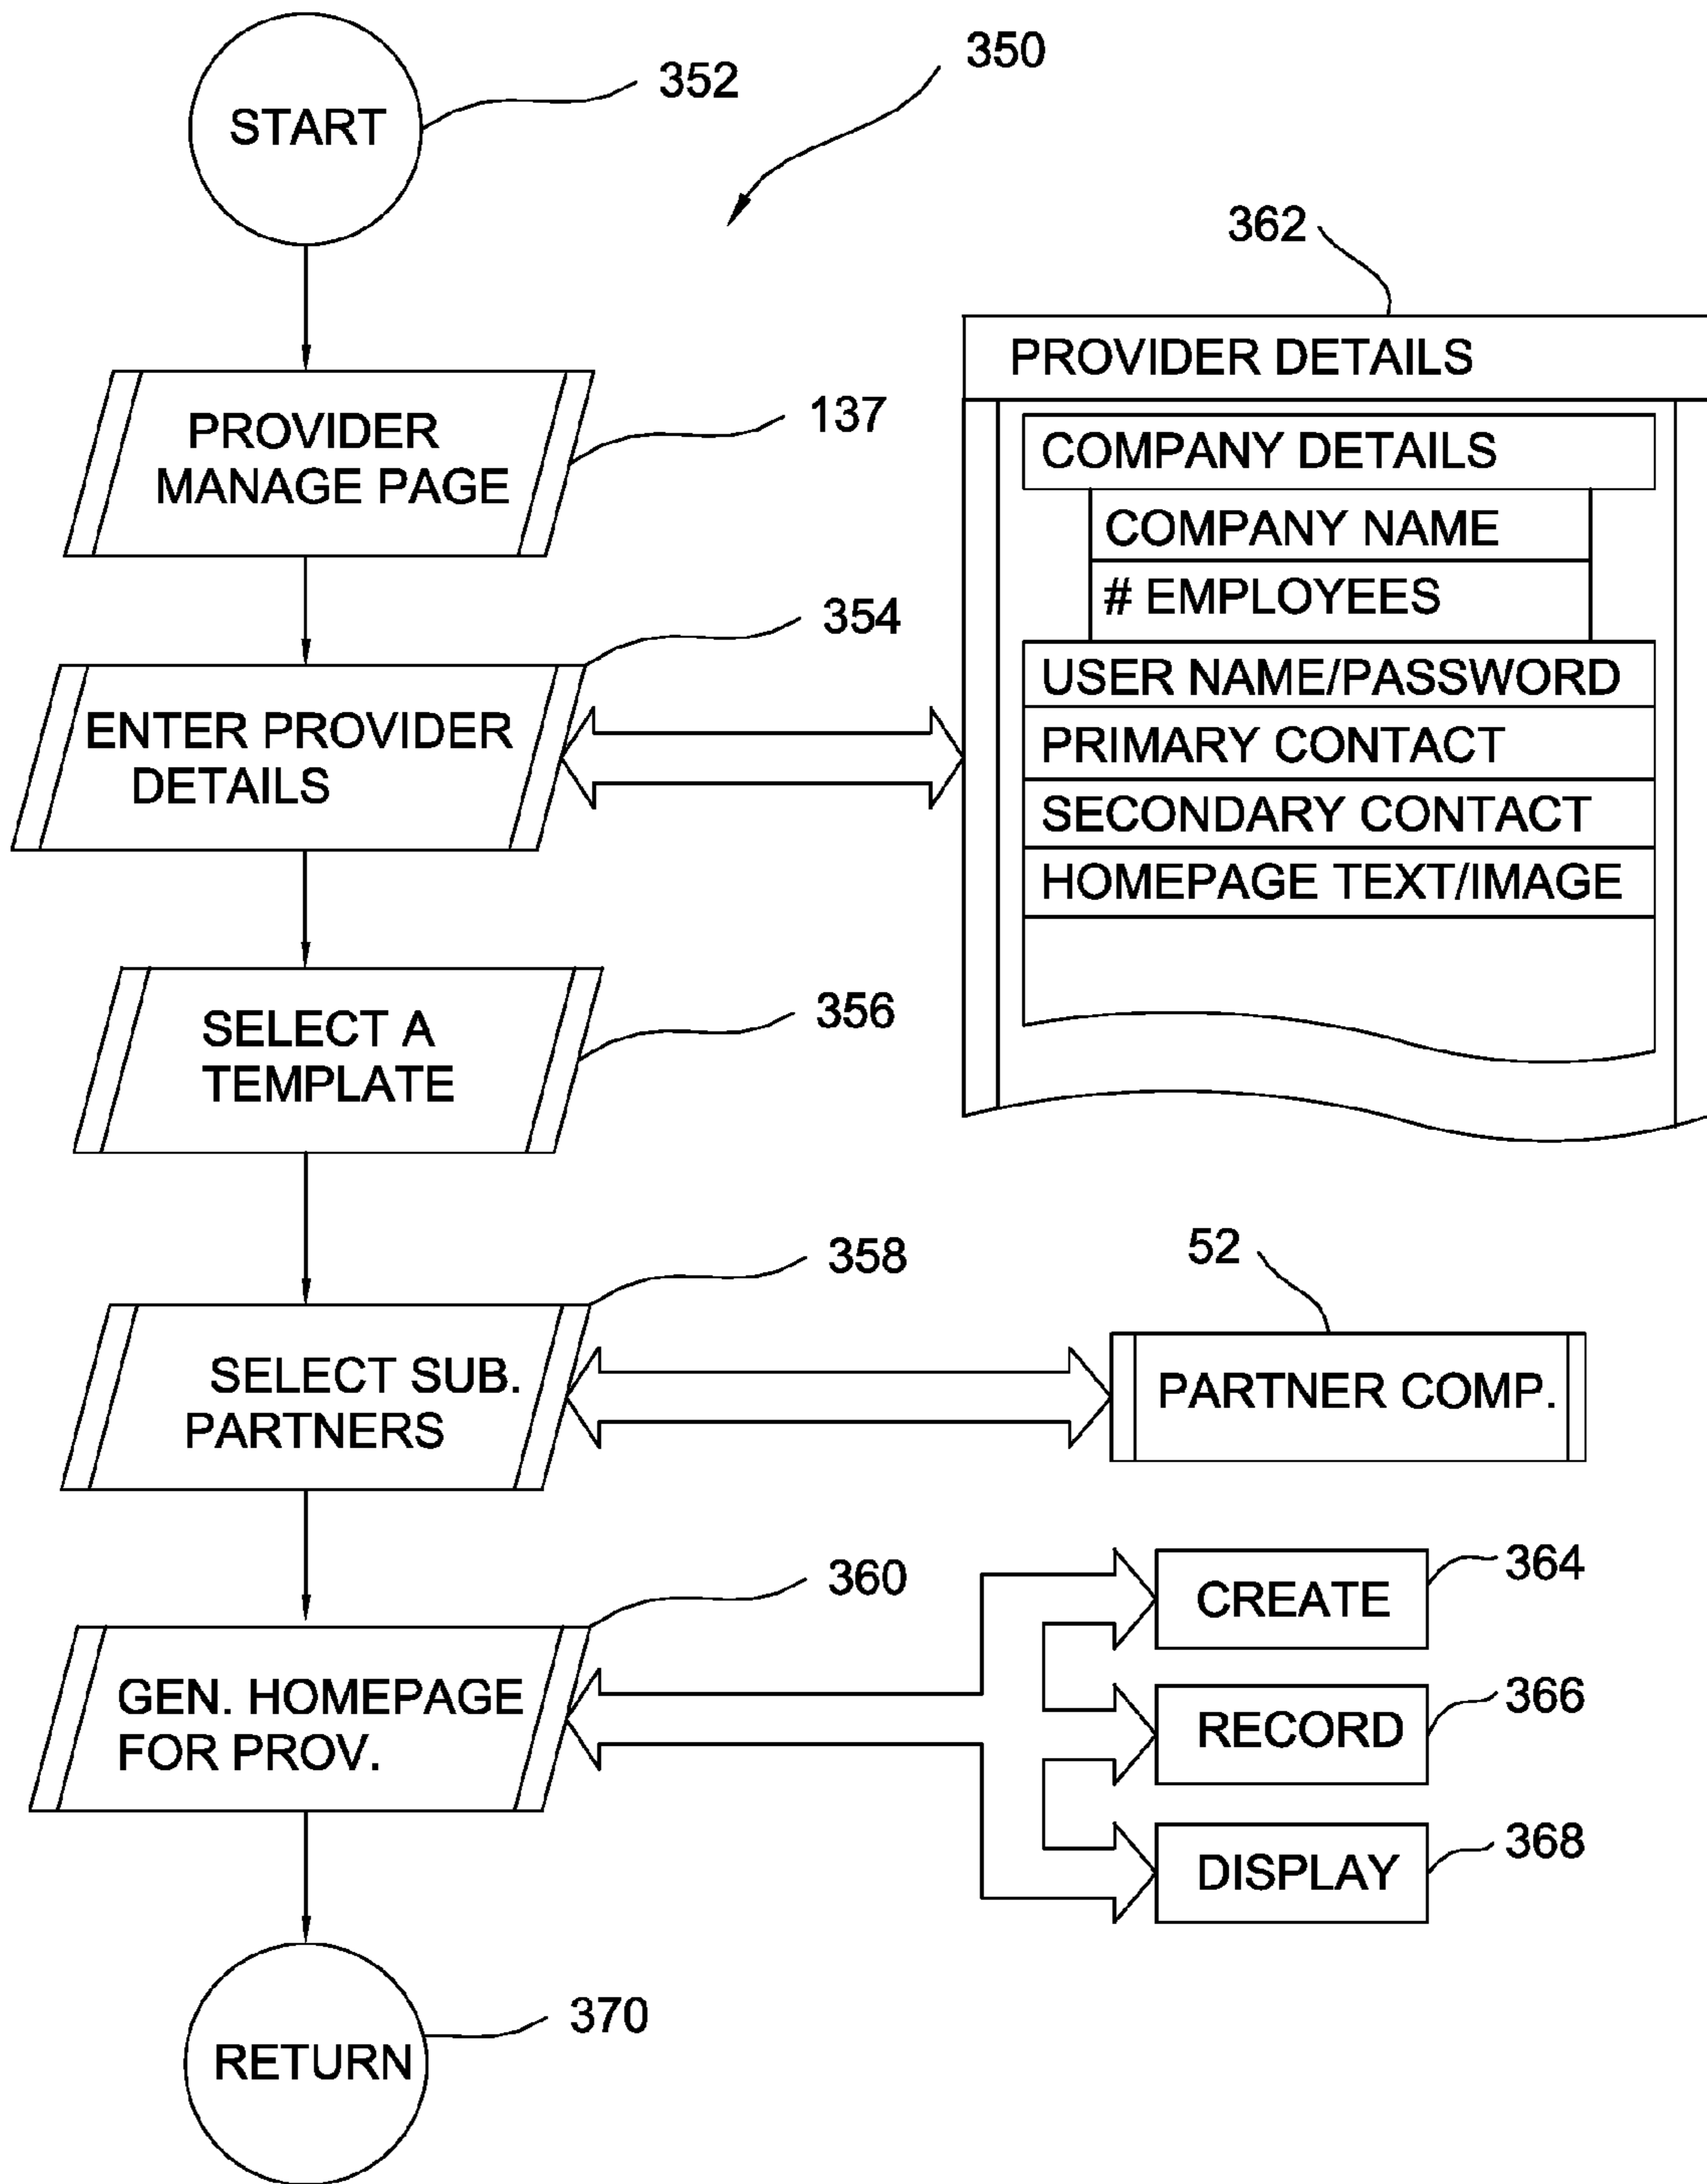 350
START
352
PROVIDER
MANAGE PAGE
137
362
PROVIDER DETAILS
COMPANY DETAILS
COMPANY NAME
# EMPLOYEES
USER NAME/PASSWORD
PRIMARY CONTACT
SECONDARY CONTACT
HOMEPAGE TEXT/IMAGE
ENTER PROVIDER
DETAILS
354
SELECT A
TEMPLATE
356
SELECT SUB.
PARTNERS
358
52
PARTNER COMP.
GEN. HOMEPAGE
FOR PROV.
360
CREATE
364
RECORD
366
DISPLAY
368
RETURN
370